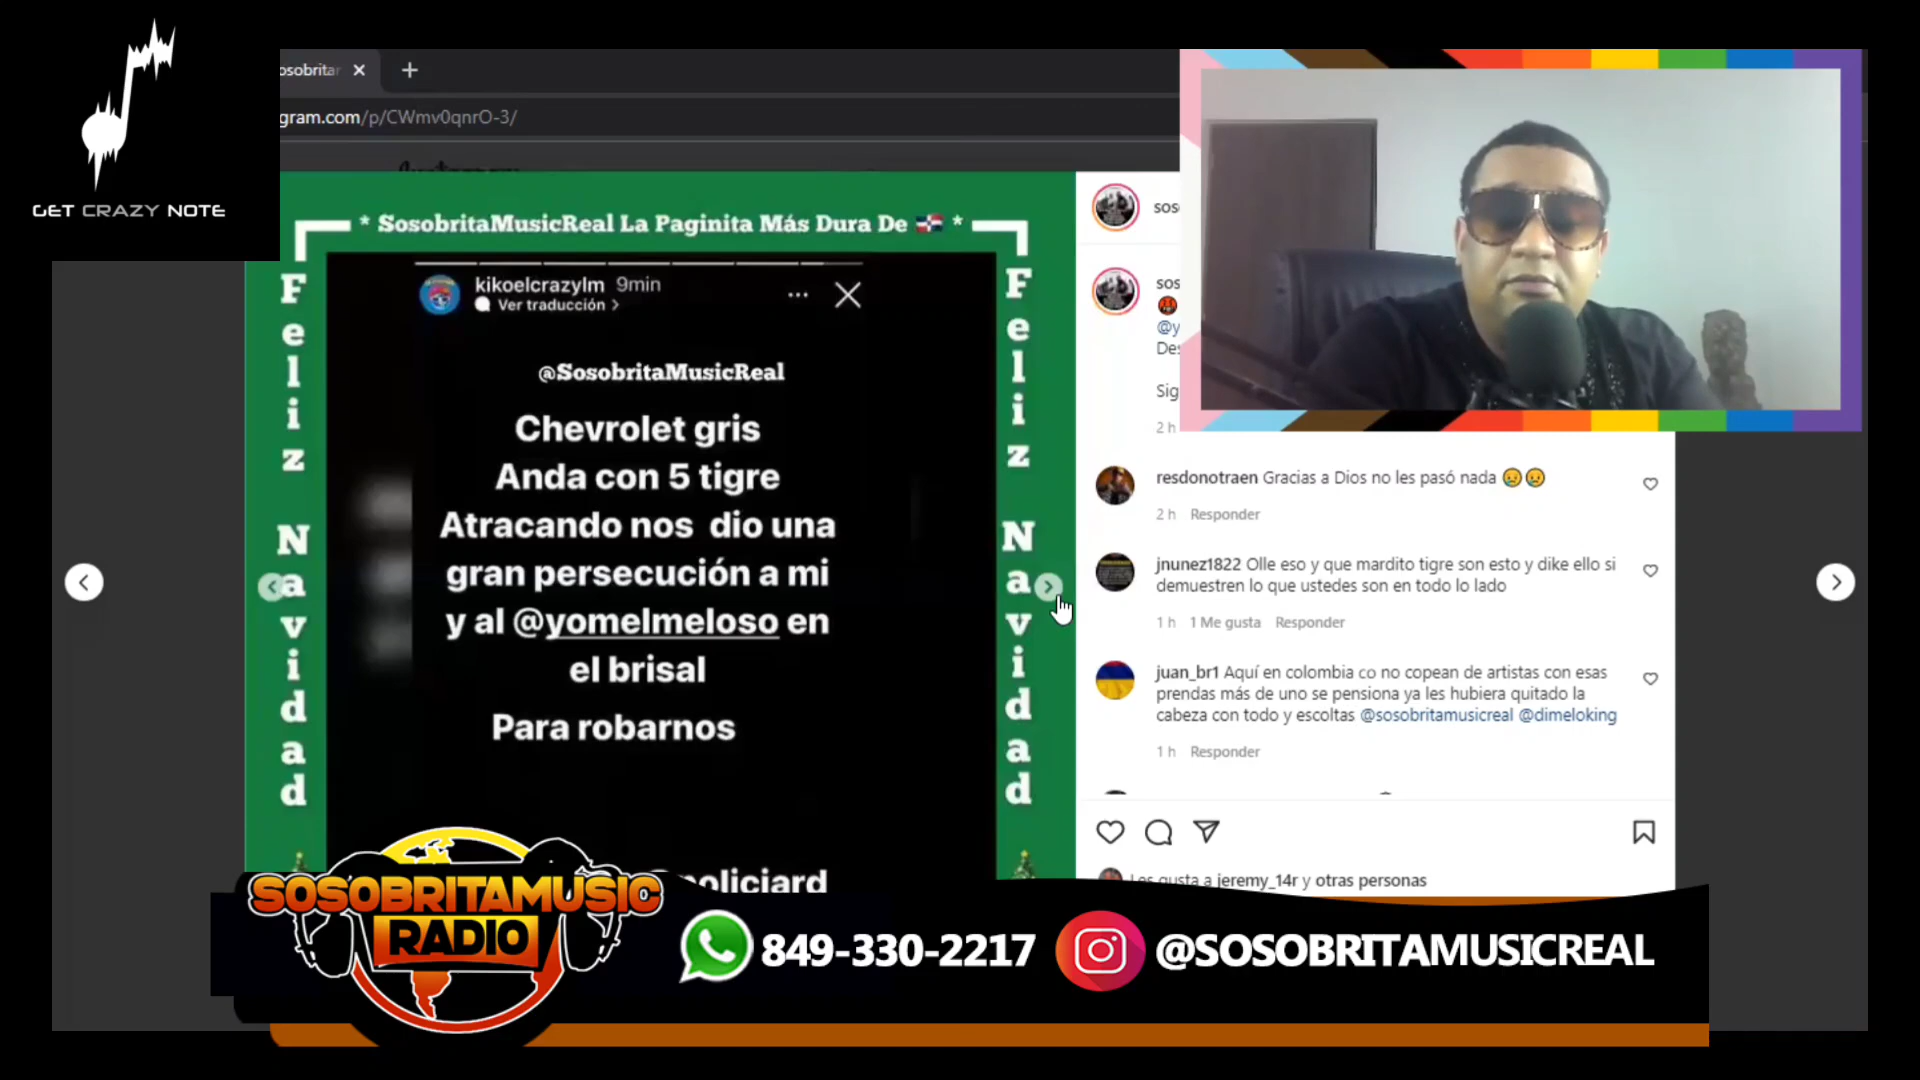 GET CRAZY NOTE
osobritar
gram.com/p/CWmv0qnrO-3/
* SosobritaMusicReal La Paginita Más Dura De *
Feliz Navidad
Feliz Navidad
kikoelcrazylm 9min
Ver traducción >
@SosobritaMusicReal
Chevrolet gris
Anda con 5 tigre
Atracando nos dio una
gran persecución a mi
y al @yomelmeloso en
el brisal
Para robarnos
policiard
sos
sos
@y
Des
Sig
2 h
resdonotraen Gracias a Dios no les pasó nada 😢😢
2 h Responder
jnunez1822 Olle eso y que mardito tigre son esto y dike ello si
demuestren lo que ustedes son en todo lo lado
1 h 1 Me gusta Responder
juan_br1 Aquí en colombia co no copean de artistas con esas
prendas más de uno se pensiona ya les hubiera quitado la
cabeza con todo y escoltas @sosobritamusicreal @dimeloking
1 h Responder
Les gusta a jeremy_14r y otras personas
SOSOBRITAMUSIC
RADIO
849-330-2217
@SOSOBRITAMUSICREAL